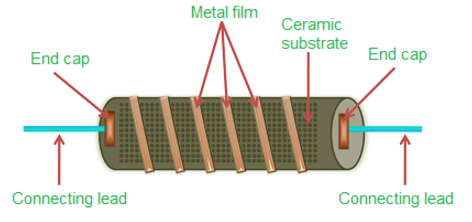 Metal film
Ceramic
substrate
End cap
End cap
Connecting lead
Connecting lead